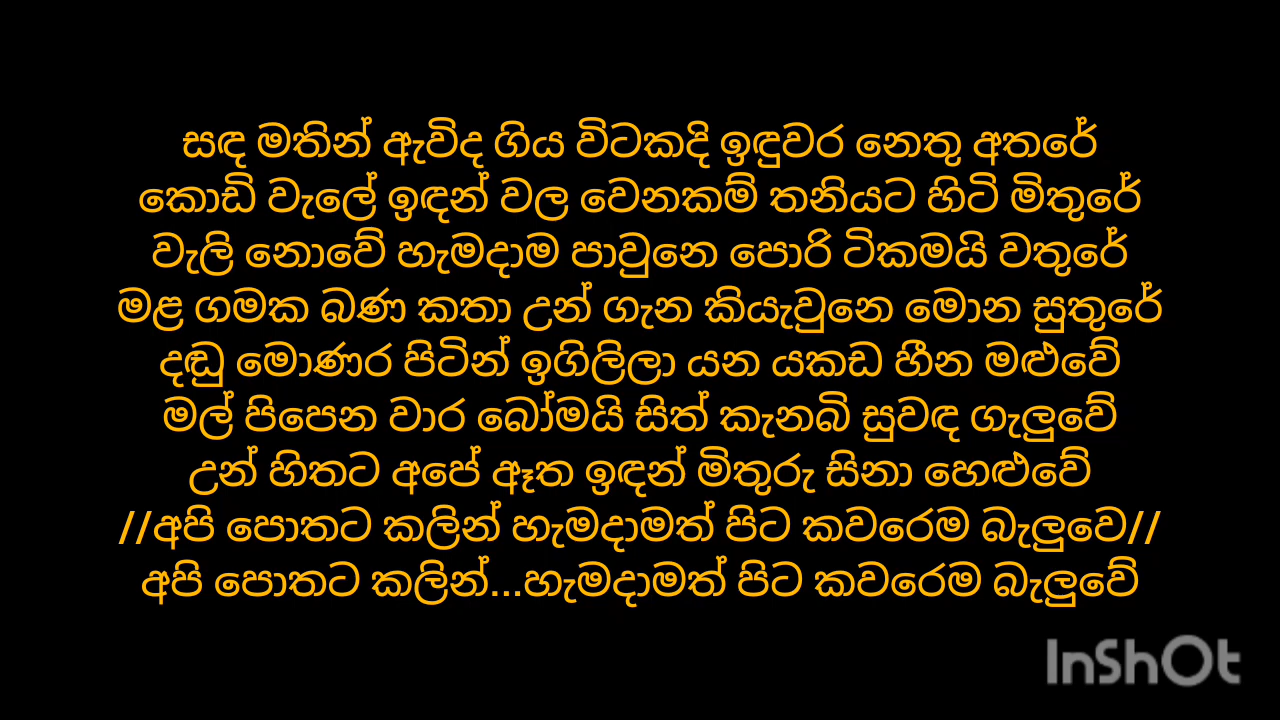 සඳ මතින් ඇවිද ගිය විටකදි ඉඳුවර නෙතු අතරේ
කොඩි වැලේ ඉඳන් වල වෙනකම් තනියට හිටි මිතුරේ
වැලි නොවේ හැමදාම පාවුනෙ පොරි ටිකමයි වතුරේ
මළ ගමක බණ කතා උන් ගැන කියැවුනෙ මොන සුතුරේ
දඬු මොණර පිටින් ඉගිලිලා යන යකඩ හීන මළුවේ
මල් පිපෙන වාර බෝමයි සිත් කැනබි සුවඳ ගැලුවේ
උන් හිතට අපේ ඈත ඉඳන් මිතුරු සිනා හෙළුවේ
//අපි පොතට කලින් හැමදාමත් පිට කවරෙම බැලුවෙ//
අපි පොතට කලින්...හැමදාමත් පිට කවරෙම බැලුවේ
InShOt